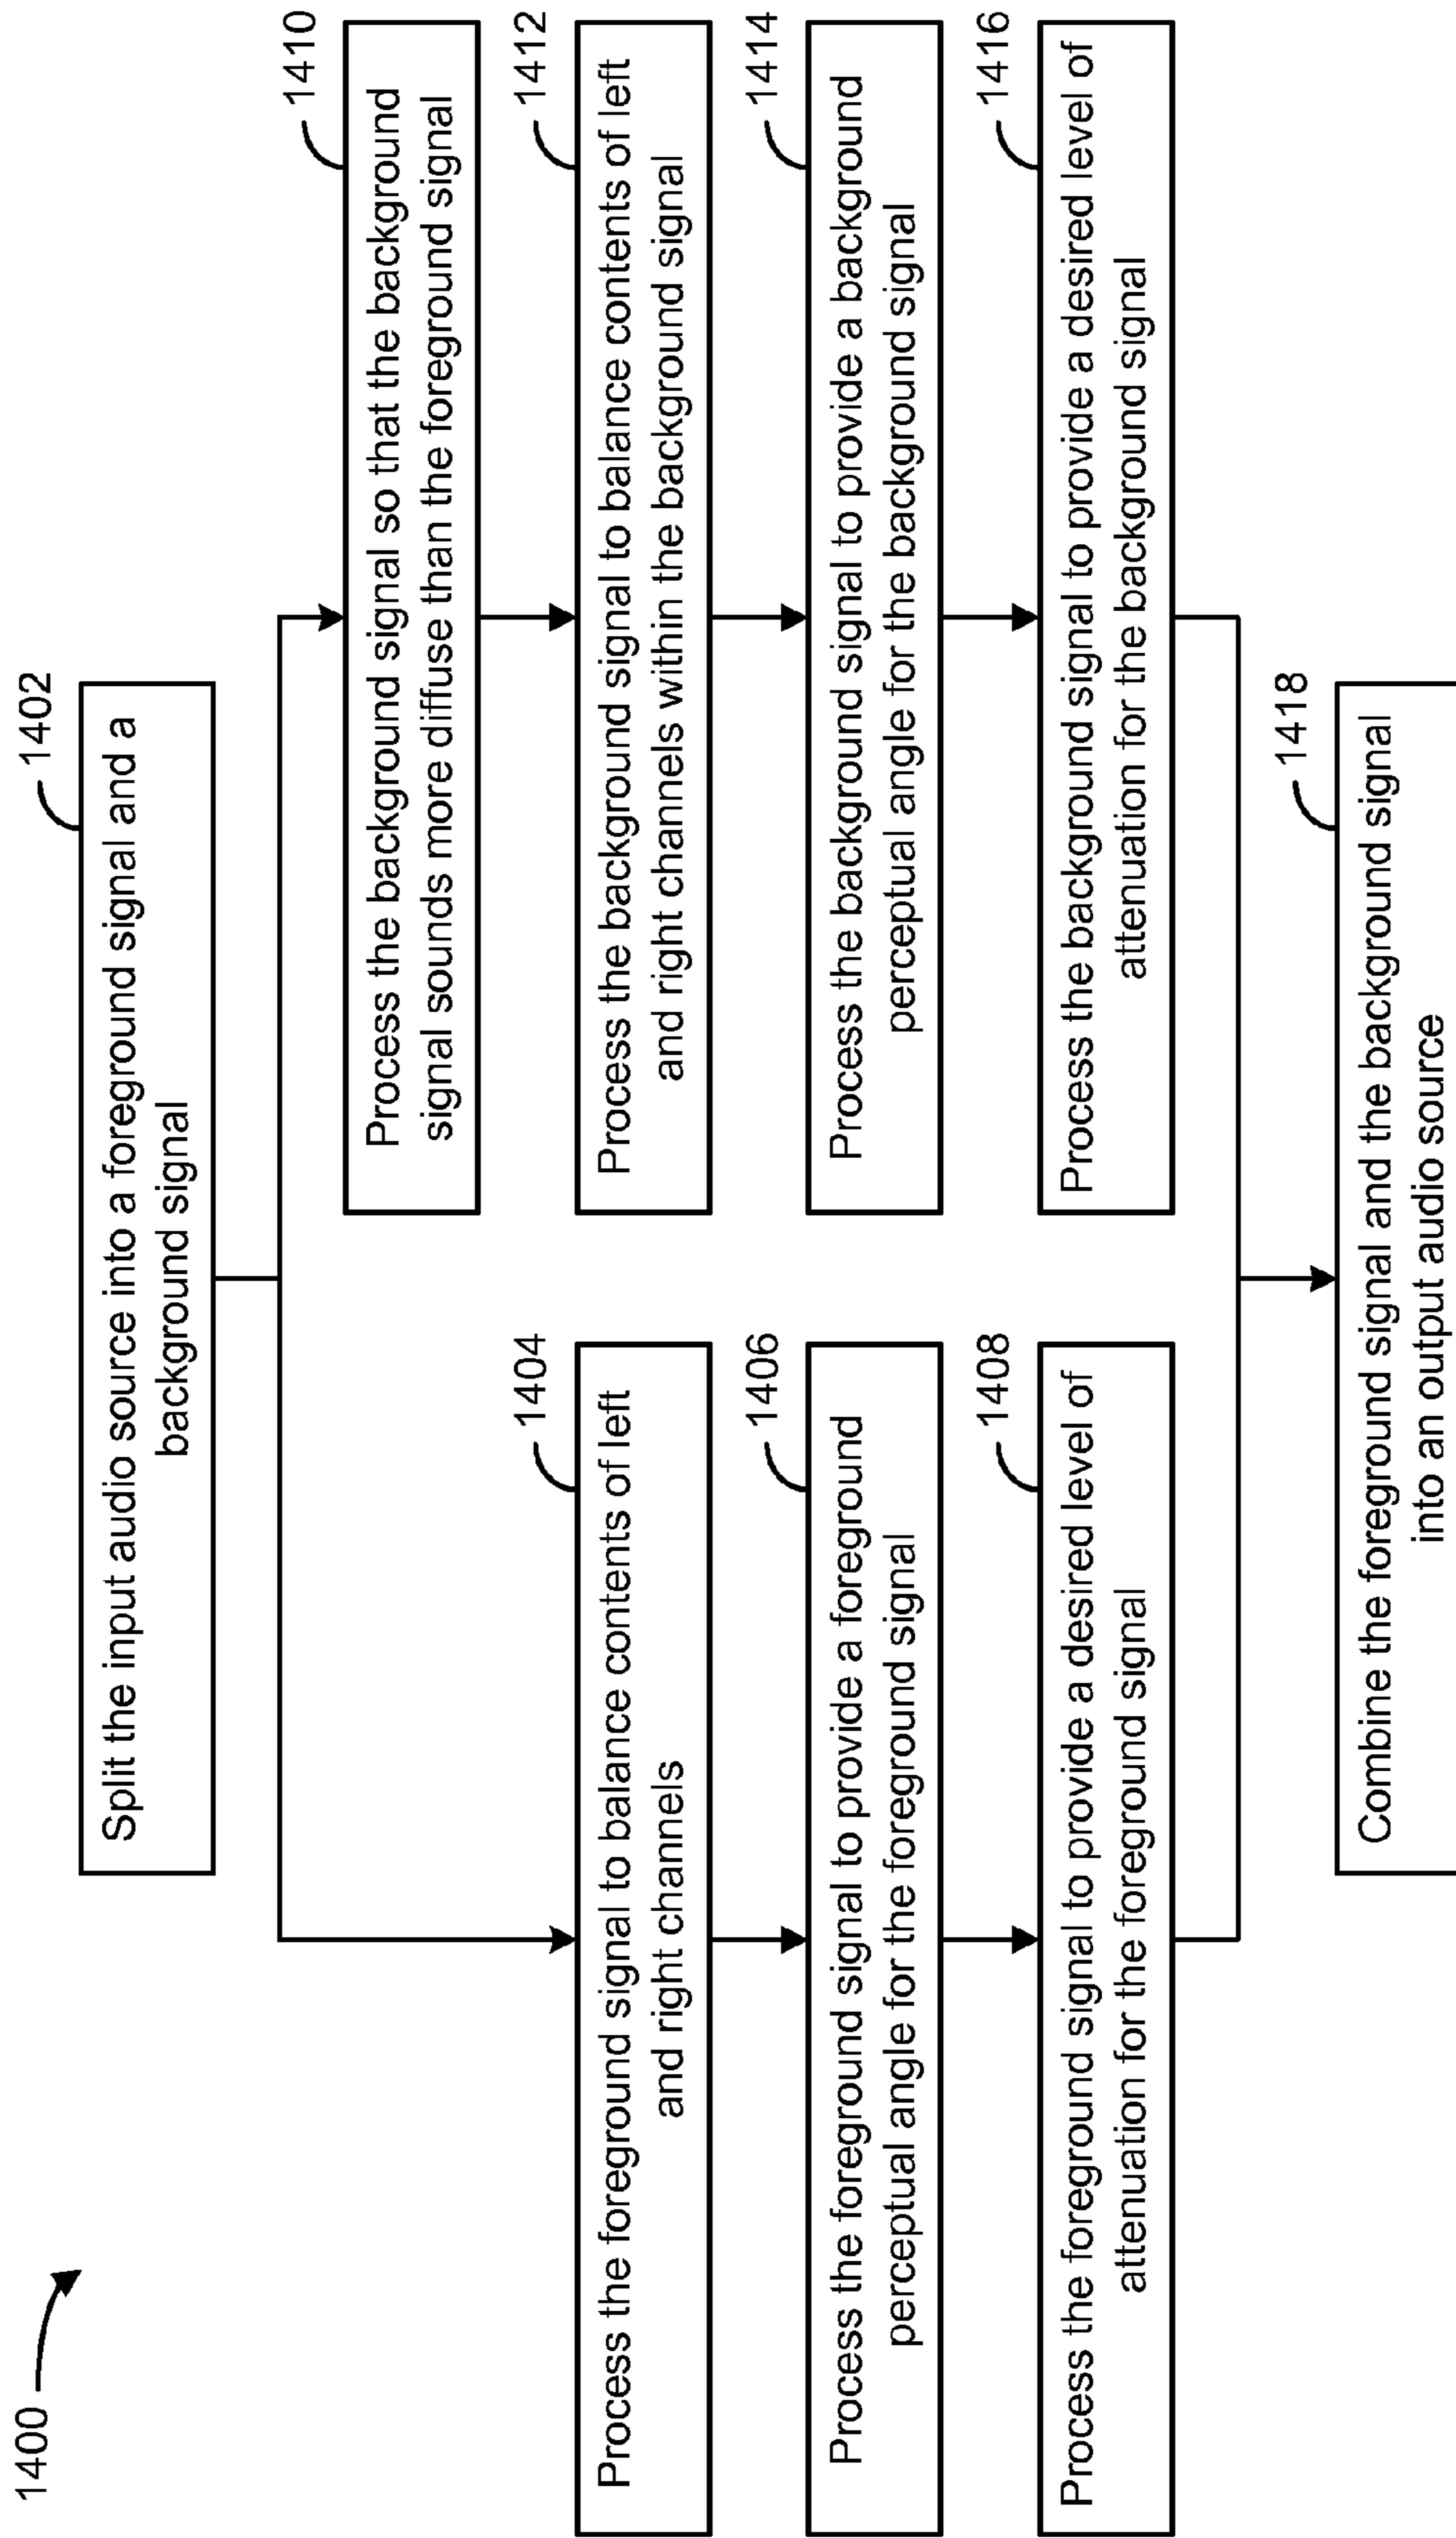 1400
1402
Split the input audio source into a foreground signal and a
background signal
1404
Process the foreground signal to balance contents of left
and right channels
1406
Process the foreground signal to provide a foreground
perceptual angle for the foreground signal
1408
Process the foreground signal to provide a desired level of
attenuation for the foreground signal
1410
Process the background signal so that the background
signal sounds more diffuse than the foreground signal
1412
Process the background signal to balance contents of left
and right channels within the background signal
1414
Process the background signal to provide a background
perceptual angle for the background signal
1416
Process the background signal to provide a desired level of
attenuation for the background signal
1418
Combine the foreground signal and the background signal
into an output audio source